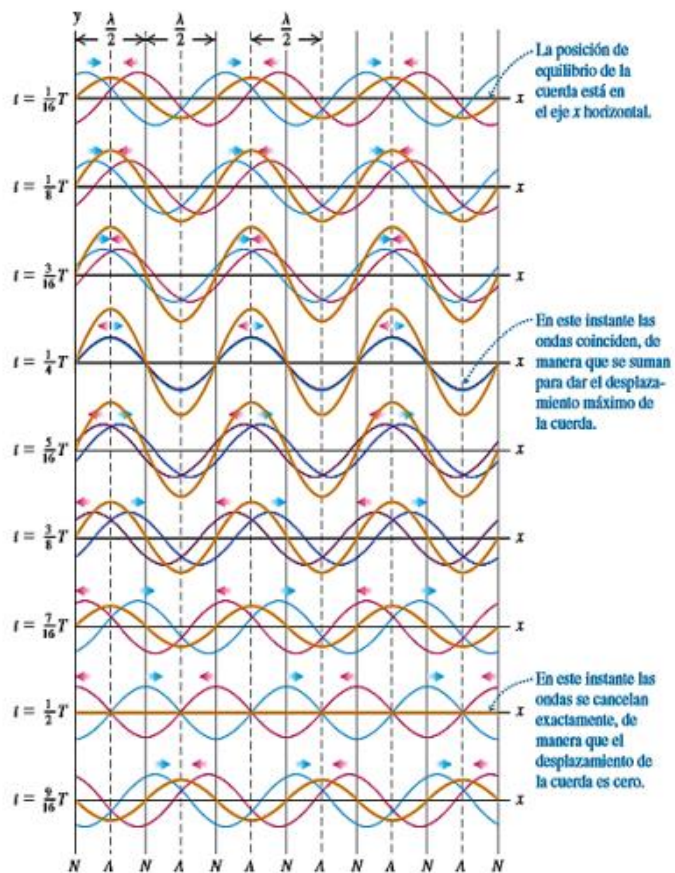 y
λ/2 λ/2 λ/2
La posición de
equilibrio de la
cuerda está en
el eje x horizontal.
t = 1/16 T x
t = 1/8 T x
t = 3/16 T x
En este instante las
ondas coinciden, de
manera que se suman
para dar el desplaza-
miento máximo de
la cuerda.
t = 1/4 T x
t = 5/16 T x
t = 3/8 T x
t = 7/16 T x
En este instante las
ondas se cancelan
exactamente, de
manera que el
desplazamiento de
la cuerda es cero.
t = 1/2 T x
t = 9/16 T x
N A N A N A N A N A N A N